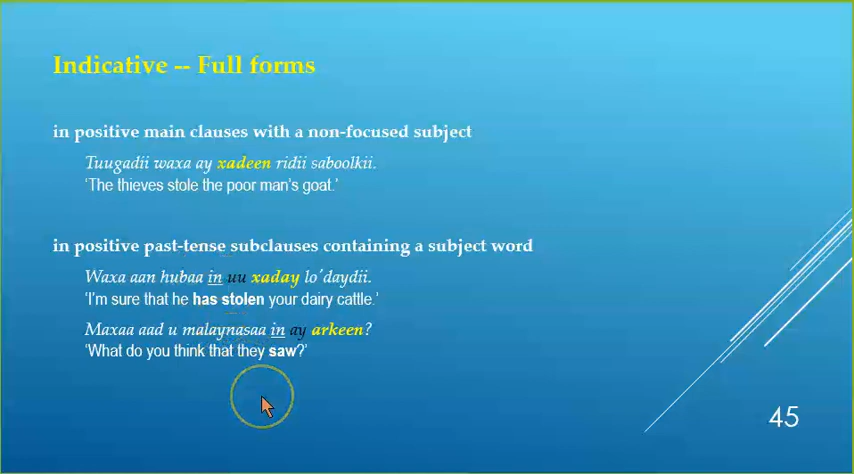 Indicative -- Full forms
in positive main clauses with a non-focused subject
Tuugadii waxa ay xadeen ridii saboolkii.
'The thieves stole the poor man's goat.'
in positive past-tense subclauses containing a subject word
Waxa aan hubaa in uu xaday lo'daydii.
'I'm sure that he has stolen your dairy cattle.'
Maxaa aad u malaynasaa in ay arkeen?
'What do you think that they saw?'
45